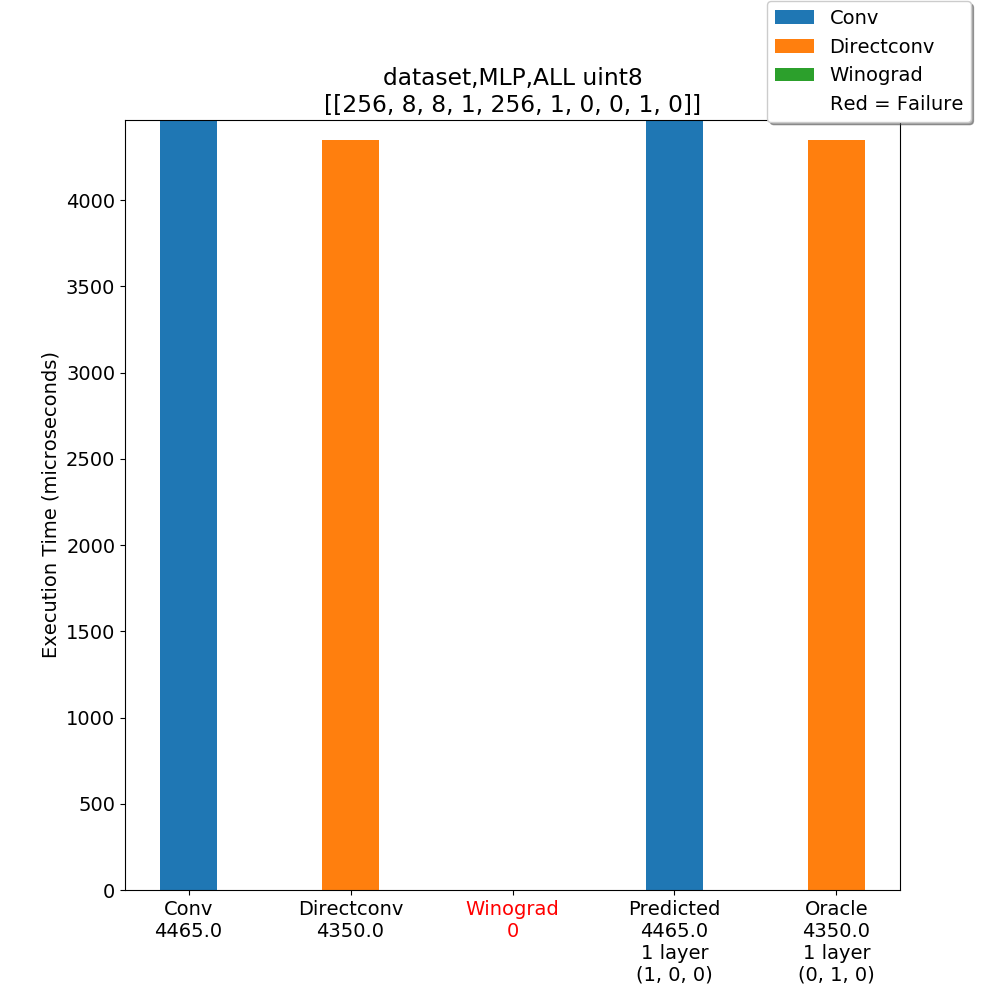 Conv
Directconv
Winograd
Red = Failure
dataset,MLP,ALL uint8
[[256, 8, 8, 1, 256, 1, 0, 0, 1, 0]]
Execution Time (microseconds)
4000
3500
3000
2500
2000
1500
1000
500
0
Conv
4465.0
Directconv
4350.0
Winograd
0
Predicted
4465.0
1 layer
(1, 0, 0)
Oracle
4350.0
1 layer
(0, 1, 0)